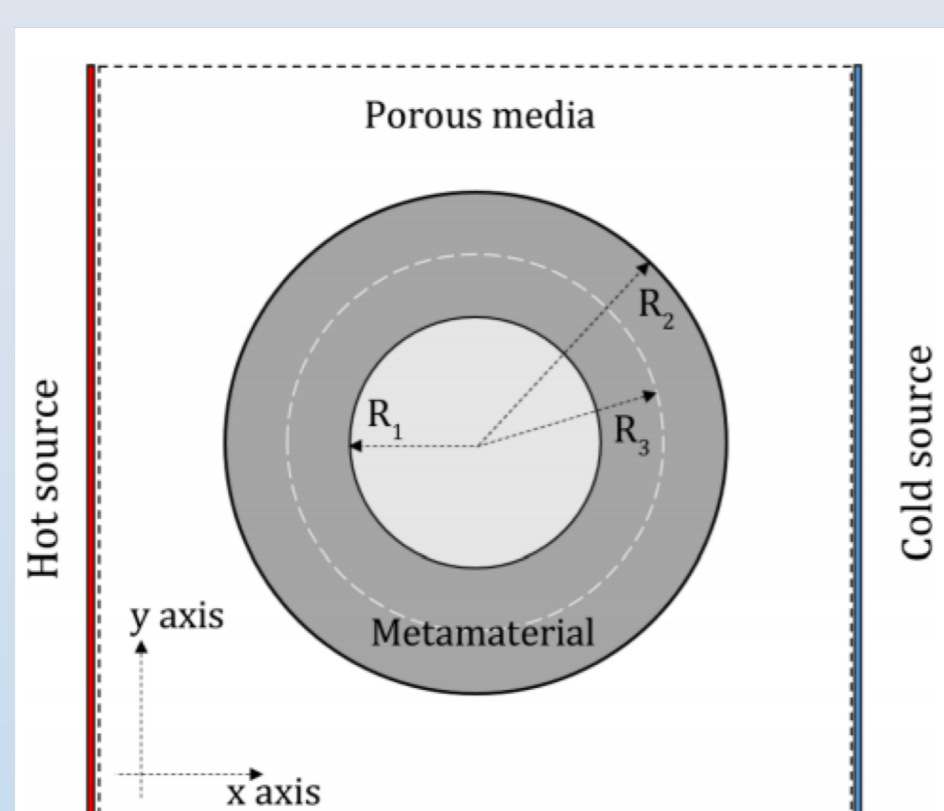 Porous media
R2
R1
R3
Hot source
Cold source
Metamaterial
y axis
x axis